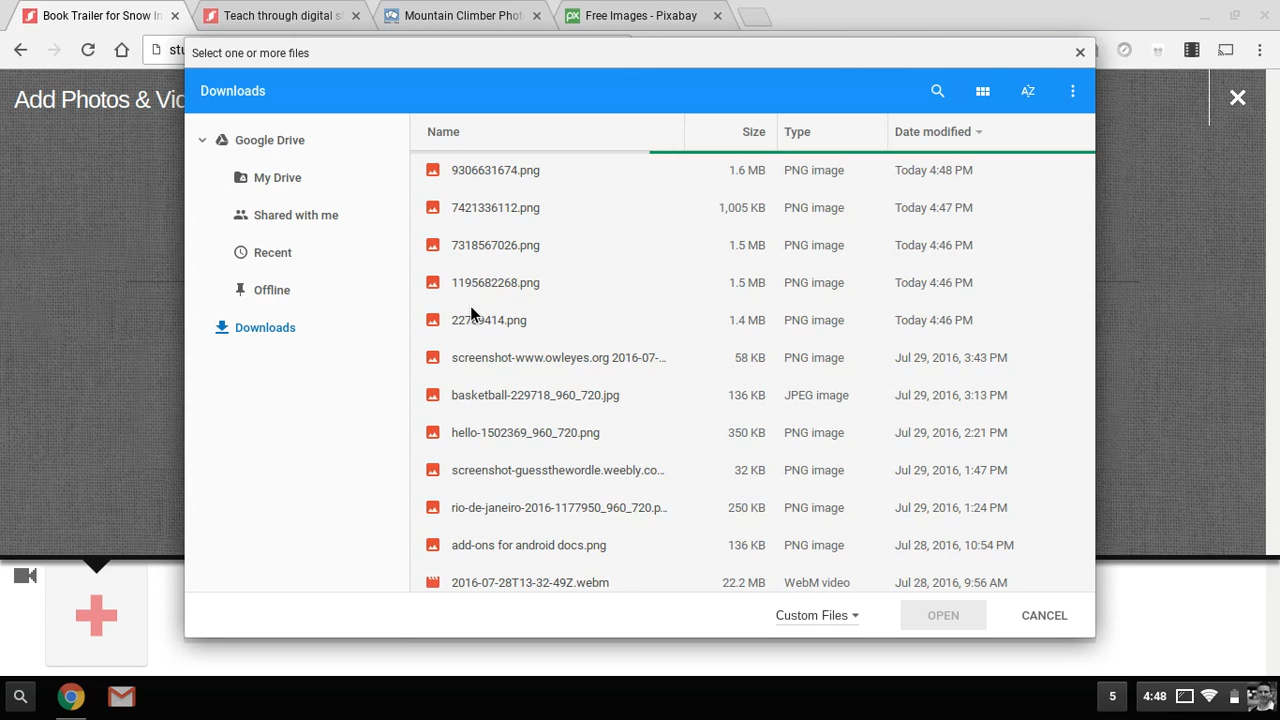 Book Trailer for Snow In
Teach through digital s
Mountain Climber Phot
Free Images - Pixabay
Select one or more files
Downloads
Add Photos &
Google Drive
My Drive
Shared with me
Recent
Offline
Downloads
Name Size Type Date modified
9306631674.png 1.6 MB PNG image Today 4:48 PM
7421336112.png 1,005 KB PNG image Today 4:47 PM
7318567026.png 1.5 MB PNG image Today 4:46 PM
1195682268.png 1.5 MB PNG image Today 4:46 PM
1.4 MB PNG image Today 4:46 PM
screenshot-www.owleyes.org 2016-07-... 58 KB PNG image Jul 29, 2016, 3:43 PM
basketball-229718_960_720.jpg 136 KB JPEG image Jul 29, 2016, 3:13 PM
hello-1502369_960_720.png 350 KB PNG image Jul 29, 2016, 2:21 PM
screenshot-guessthewordle.weebly.co... 32 KB PNG image Jul 29, 2016, 1:47 PM
rio-de-janeiro-2016-1177950_960_720.p... 250 KB PNG image Jul 29, 2016, 1:24 PM
add-ons for android docs.png 136 KB PNG image Jul 28, 2016, 10:54 PM
2016-07-28T13-32-49Z.webm 22.2 MB WebM video Jul 28, 2016, 9:56 AM
Custom Files OPEN CANCEL
5 4:48